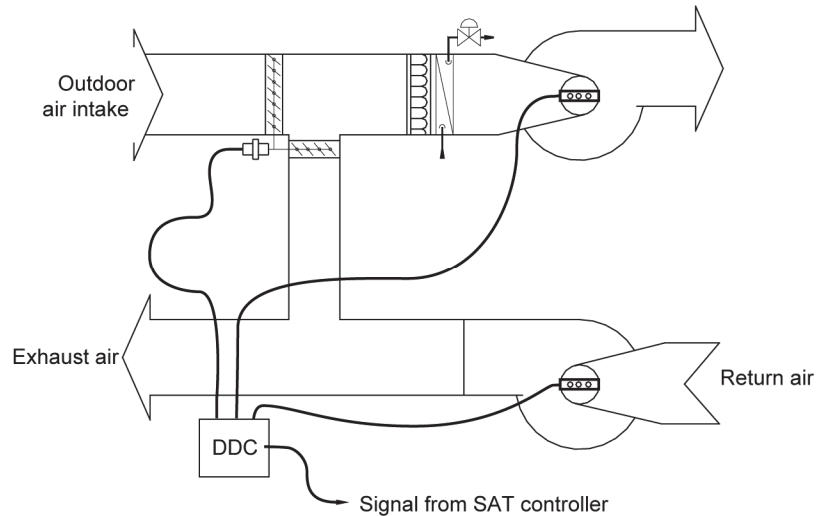 Outdoor
air intake
Exhaust air
Return air
DDC
Signal from SAT controller